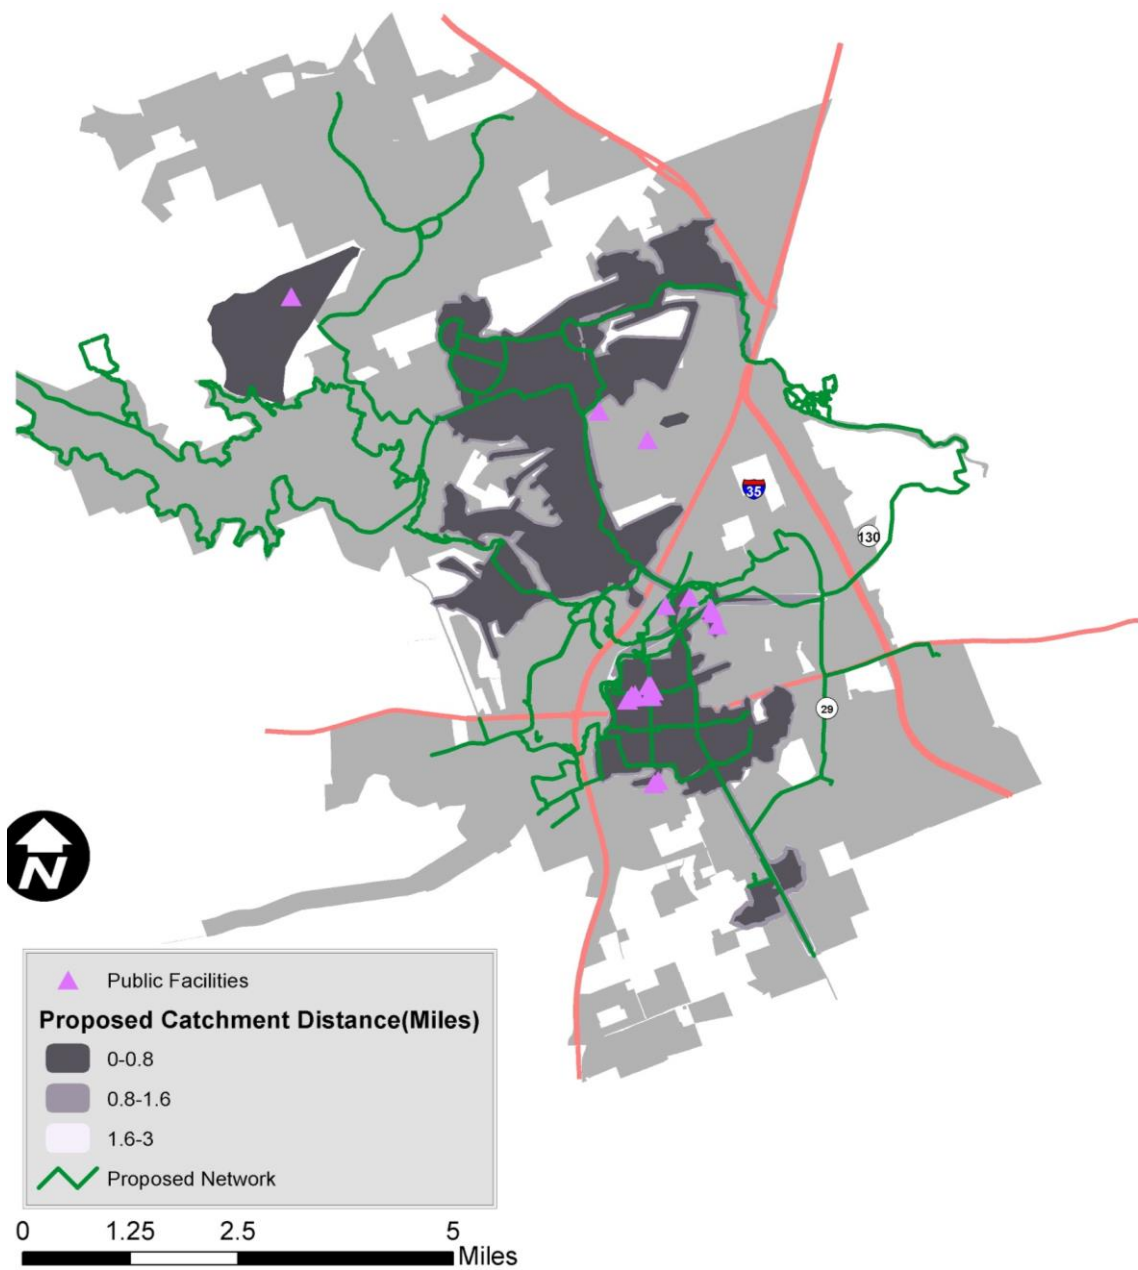 35
130
29
N
Public Facilities
Proposed Catchment Distance(Miles)
0-0.8
0.8-1.6
1.6-3
Proposed Network
0 1.25 2.5 5
Miles